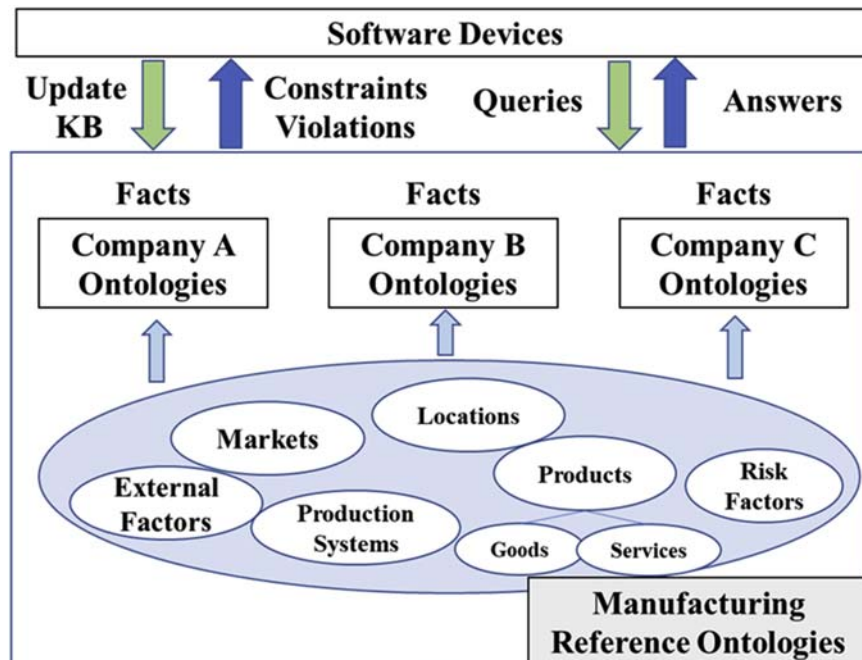 Software Devices
Update
KB
Constraints
Violations
Queries
Answers
Facts
Facts
Facts
Company A
Ontologies
Company B
Ontologies
Company C
Ontologies
Locations
Markets
Products
Risk
Factors
External
Factors
Production
Systems
Goods
Services
Manufacturing
Reference Ontologies